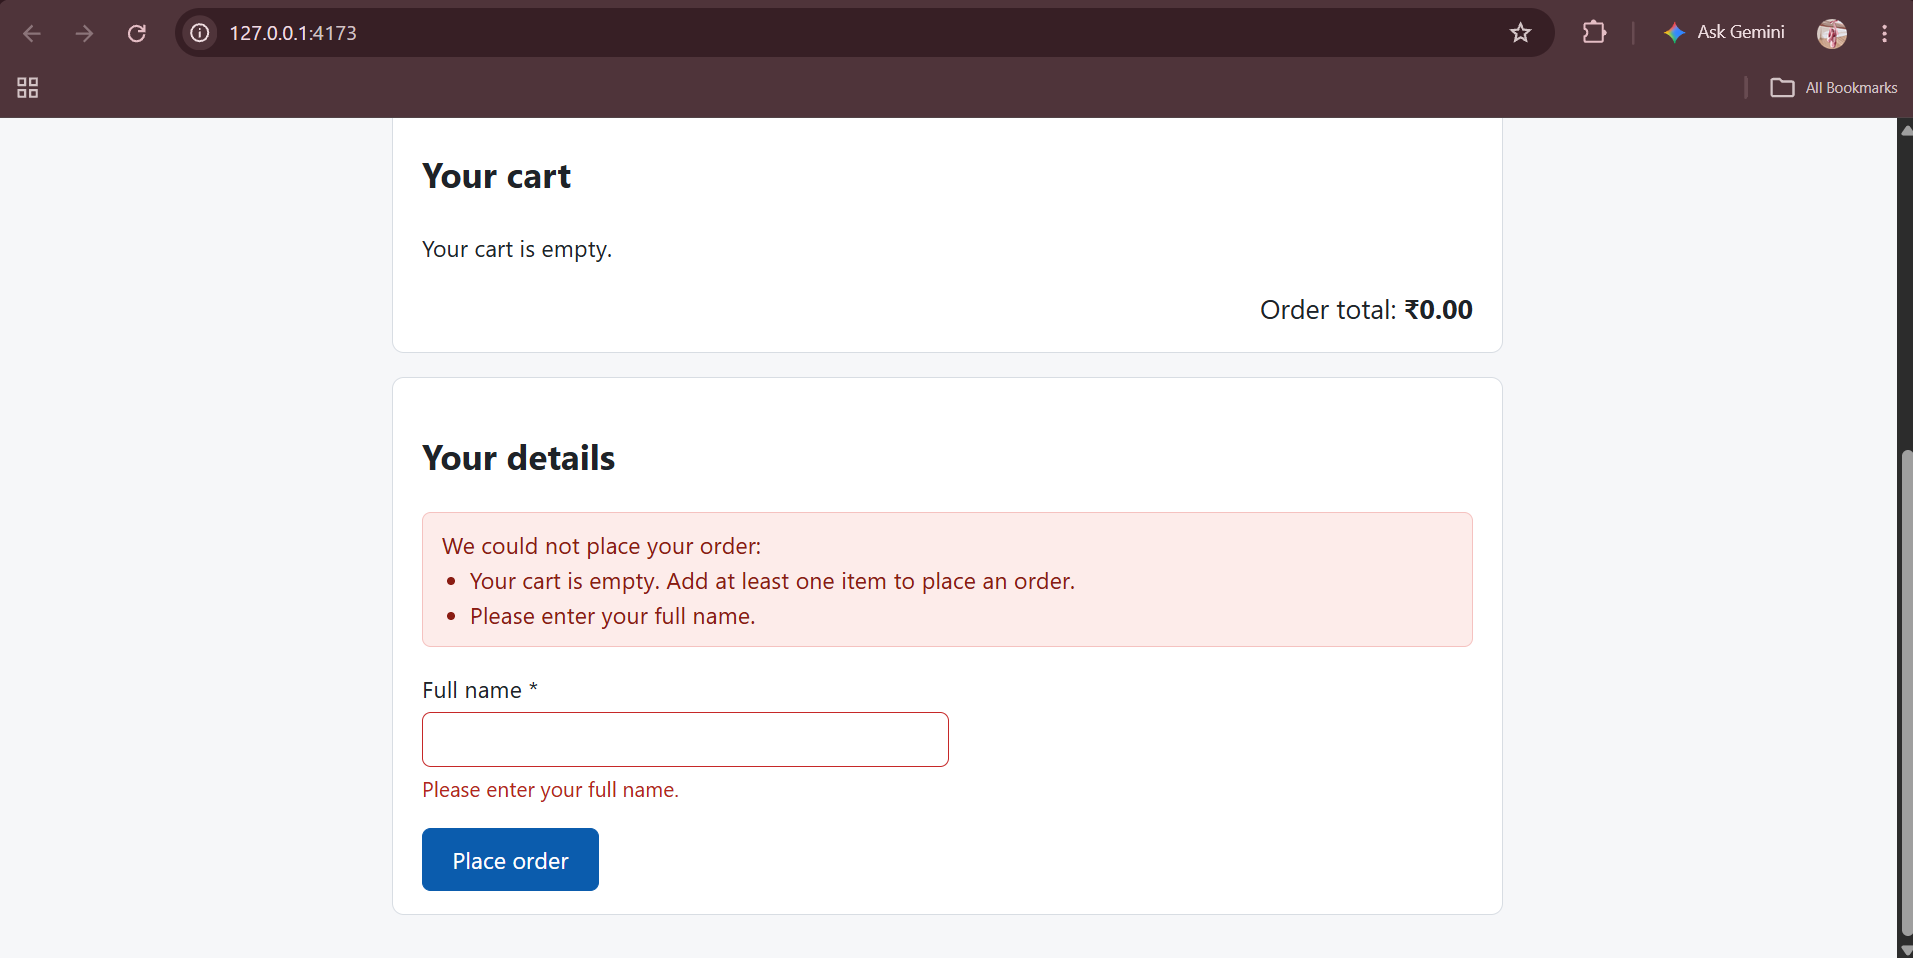 127.0.0.1:4173
Ask Gemini
All Bookmarks
Your cart
Your cart is empty.
Order total: ₹0.00
Your details
We could not place your order:
• Your cart is empty. Add at least one item to place an order.
• Please enter your full name.
Full name *
Please enter your full name.
Place order